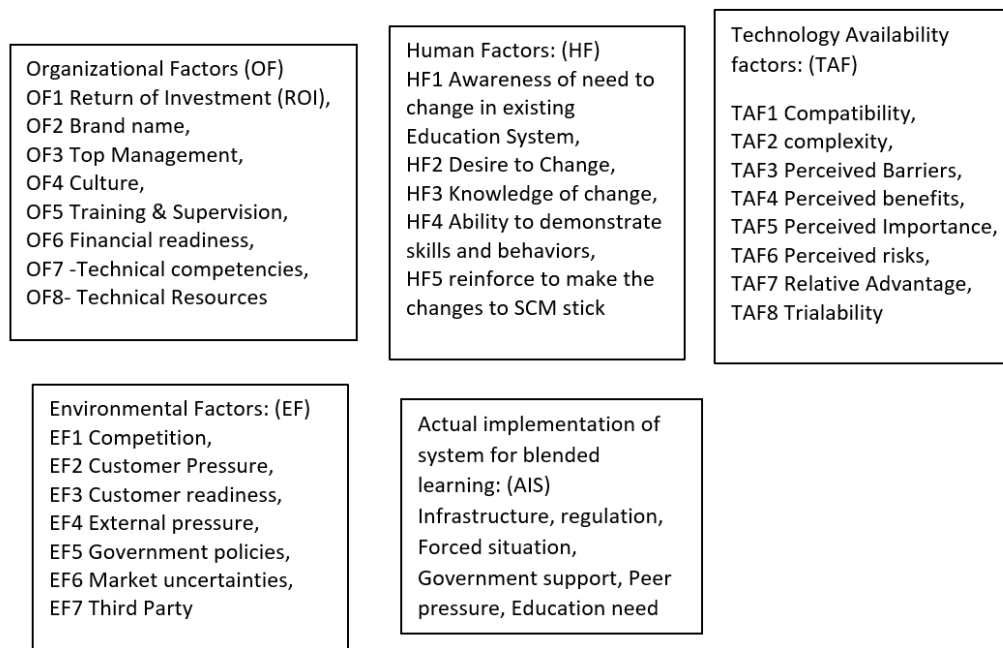 Organizational Factors (OF)
OF1 Return of Investment (ROI),
OF2 Brand name,
OF3 Top Management,
OF4 Culture,
OF5 Training & Supervision,
OF6 Financial readiness,
OF7 -Technical competencies,
OF8- Technical Resources
Human Factors: (HF)
HF1 Awareness of need to
change in existing
Education System,
HF2 Desire to Change,
HF3 Knowledge of change,
HF4 Ability to demonstrate
skills and behaviors,
HF5 reinforce to make the
changes to SCM stick
Technology Availability
factors: (TAF)
TAF1 Compatibility,
TAF2 complexity,
TAF3 Perceived Barriers,
TAF4 Perceived benefits,
TAF5 Perceived Importance,
TAF6 Perceived risks,
TAF7 Relative Advantage,
TAF8 Trialability
Environmental Factors: (EF)
EF1 Competition,
EF2 Customer Pressure,
EF3 Customer readiness,
EF4 External pressure,
EF5 Government policies,
EF6 Market uncertainties,
EF7 Third Party
Actual implementation of
system for blended
learning: (AIS)
Infrastructure, regulation,
Forced situation,
Government support, Peer
pressure, Education need